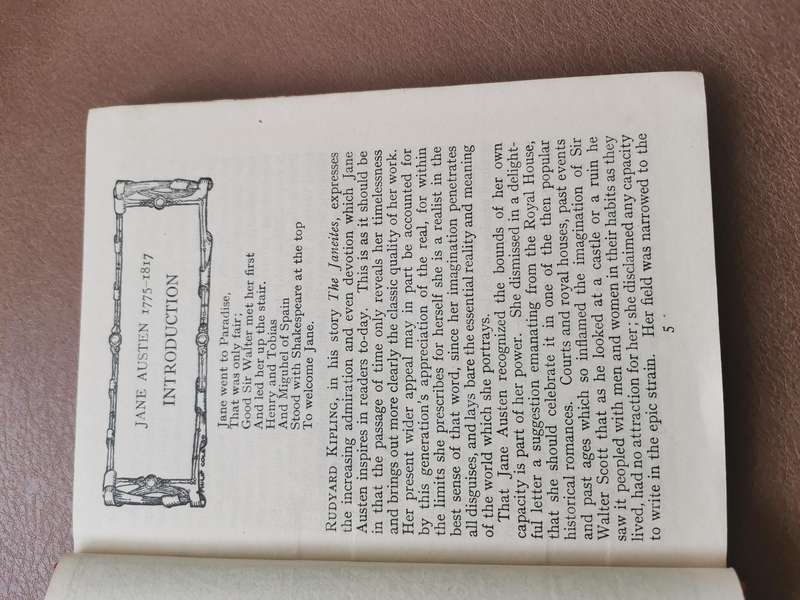 JANE AUSTEN 1775-1817
INTRODUCTION
PHILIP COLE
Jane went to Paradise,
That was only fair;
Good Sir Walter met her first
And led her up the stair.
Henry and Tobias
And Miguhel of Spain
Stood with Shakespeare at the top
To welcome Jane.
RUDYARD KIPLING, in his story The Janeites, expresses
the increasing admiration and even devotion which Jane
Austen inspires in readers to-day. This is as it should be
in that the passage of time only reveals her timelessness
and brings out more clearly the classic quality of her work.
Her present wider appeal may in part be accounted for
by this generation's appreciation of the real, for within
the limits she prescribes for herself she is a realist in the
best sense of that word, since her imagination penetrates
all disguises, and lays bare the essential reality and meaning
of the world which she portrays.
That Jane Austen recognized the bounds of her own
capacity is part of her power. She dismissed in a delight-
ful letter a suggestion emanating from the Royal House,
that she should celebrate it in one of the then popular
historical romances. Courts and royal houses, past events
and past ages which so inflamed the imagination of Sir
Walter Scott that as he looked at a castle or a ruin he
saw it peopled with men and women in their habits as they
lived, had no attraction for her; she disclaimed any capacity
to write in the epic strain. Her field was narrowed to the
5